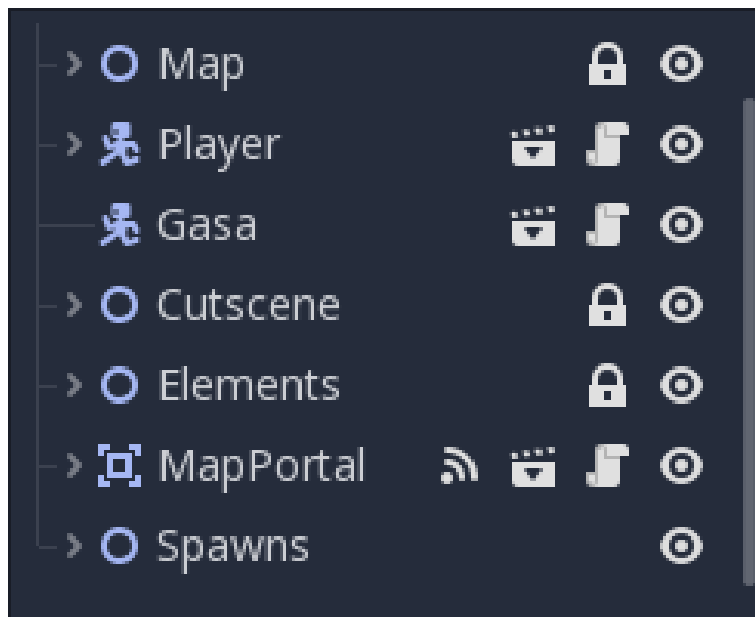 Map
Player
Gasa
Cutscene
Elements
MapPortal
Spawns